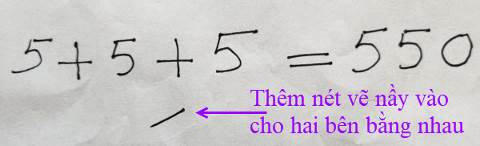 5+5+5=550
Thêm nét vẽ nầy vào
cho hai bên bằng nhau